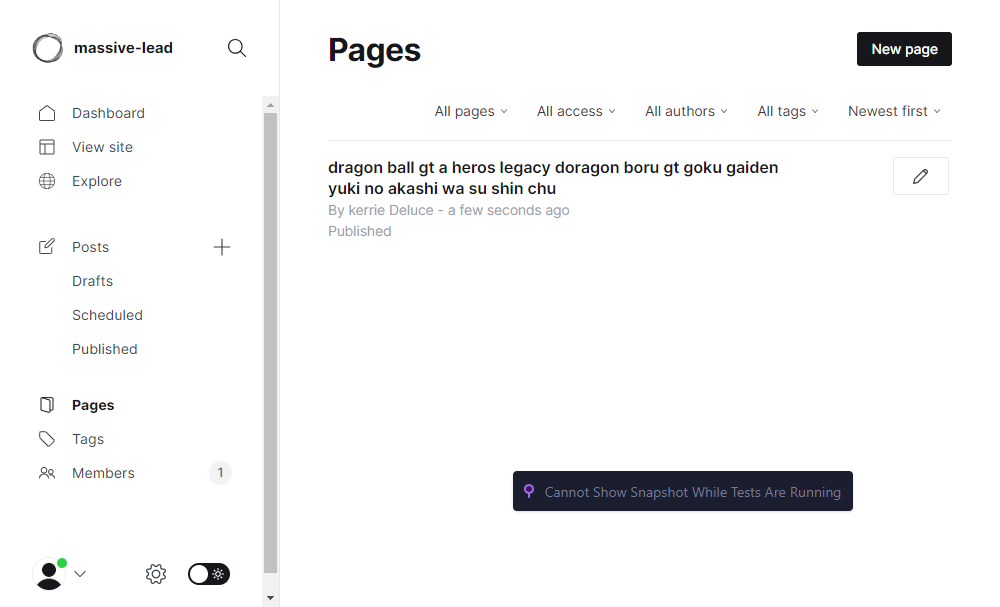 massive-lead
Dashboard
View site
Explore
Posts
Drafts
Scheduled
Published
Pages
Tags
Members 1
Pages
New page
All pages All access All authors All tags Newest first
dragon ball gt a heros legacy doragon boru gt goku gaiden
yuki no akashi wa su shin chu
By kerrie Deluce - a few seconds ago
Published
Cannot Show Snapshot While Tests Are Running